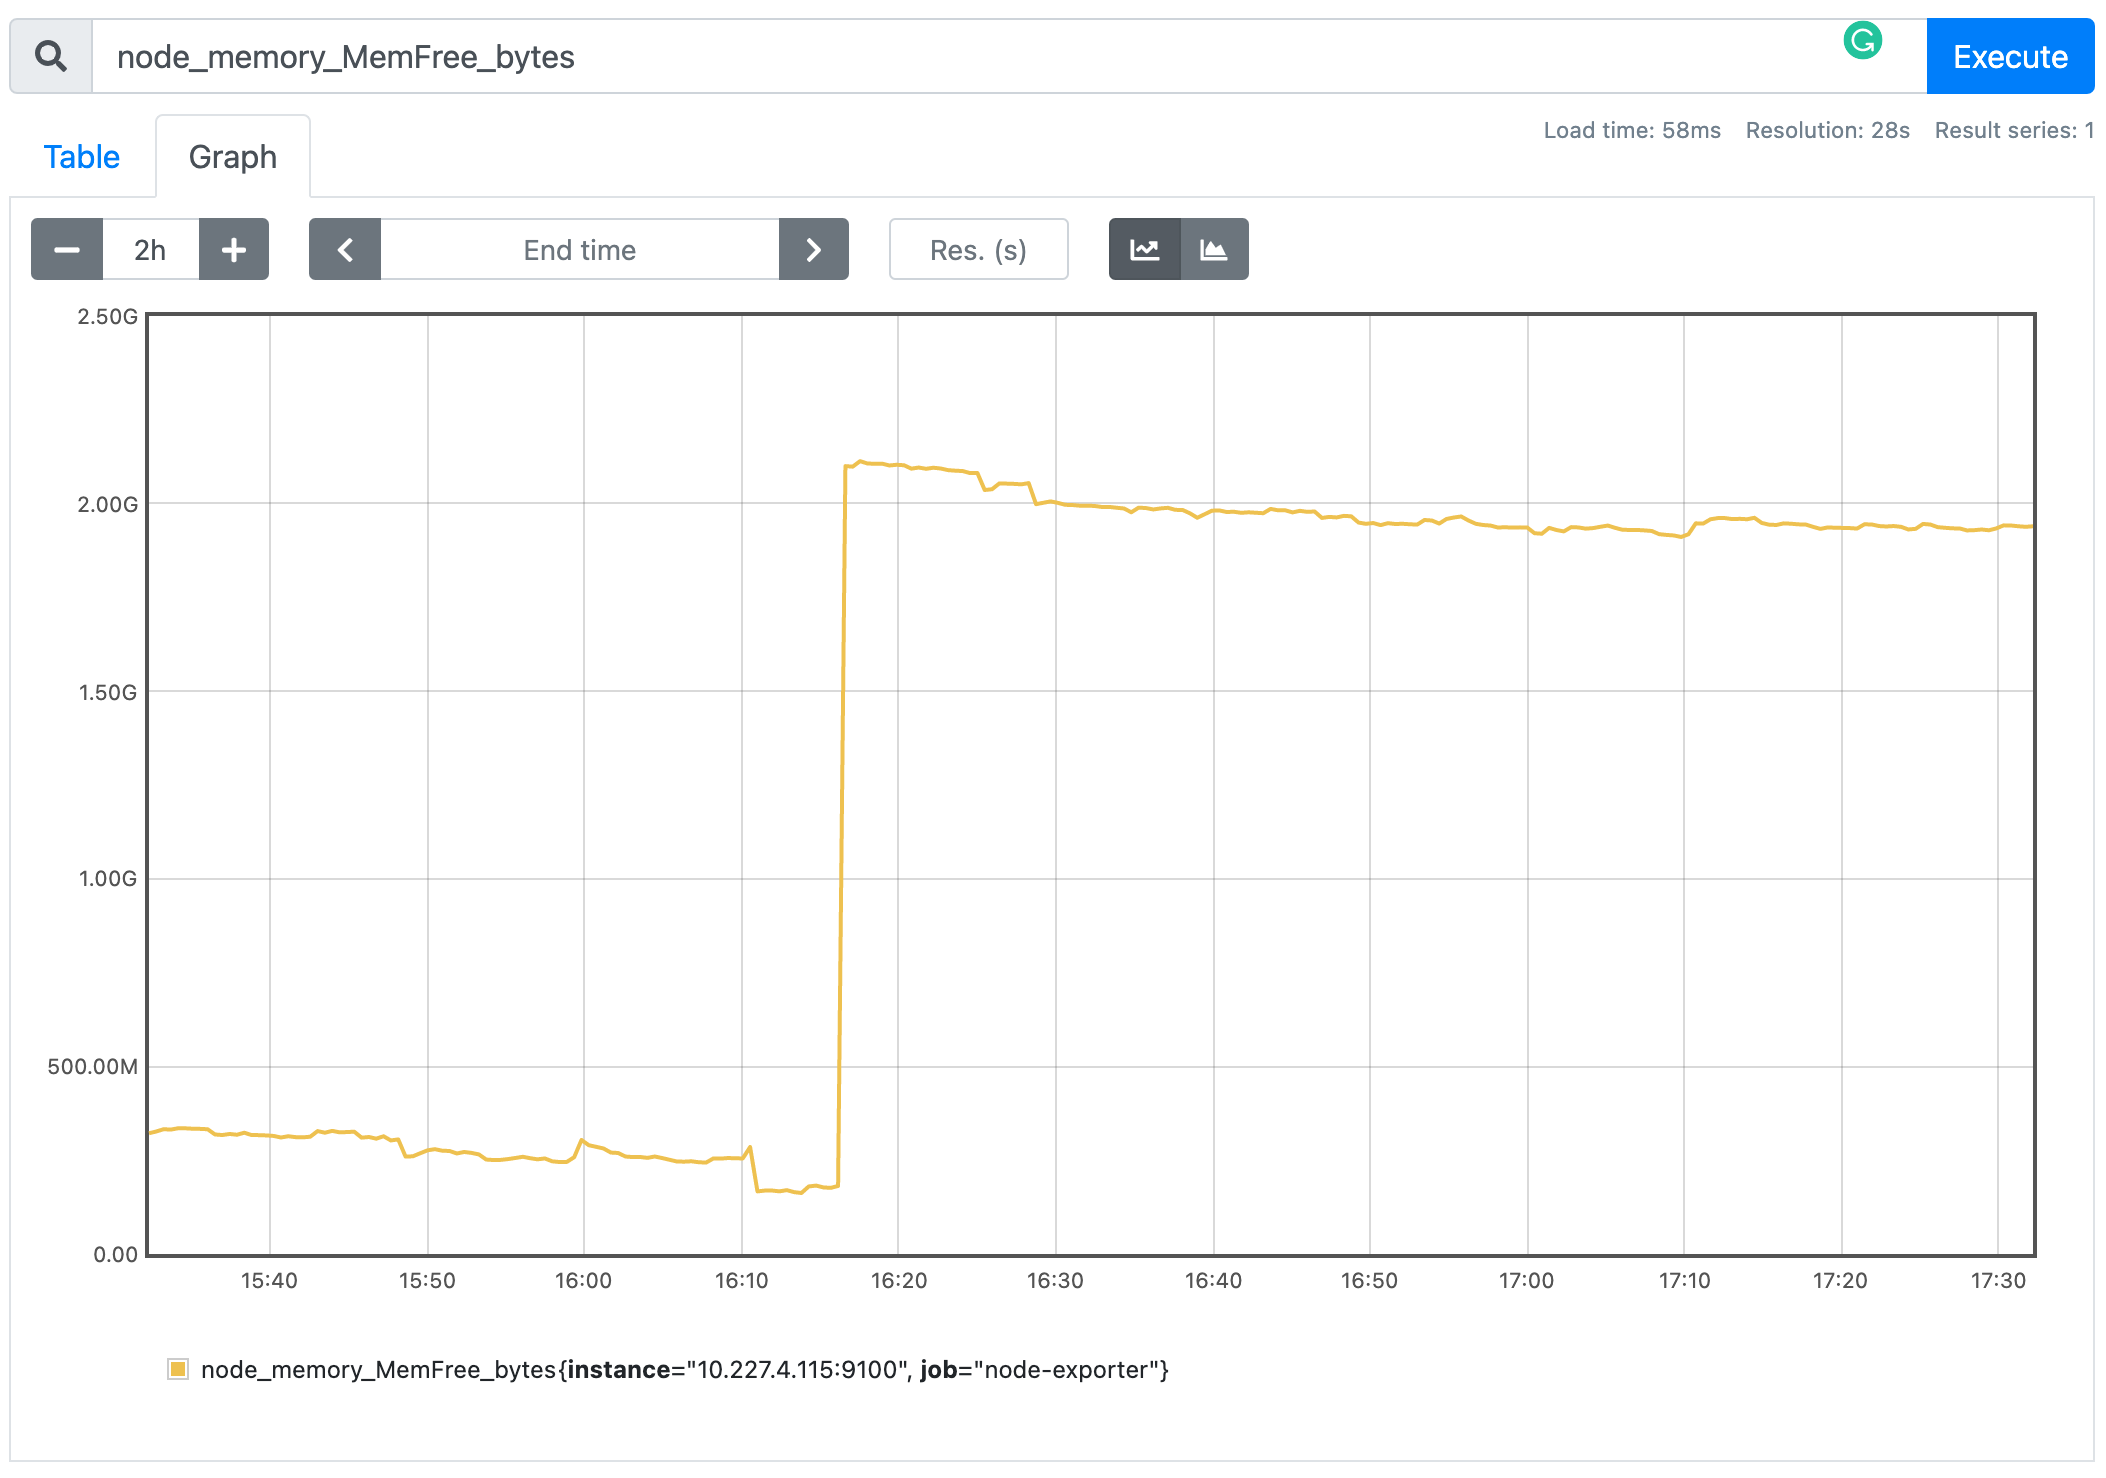 node_memory_MemFree_bytes
Execute
Load time: 58ms Resolution: 28s Result series: 1
Table Graph
2h End time Res. (s)
2.50G
2.00G
1.50G
1.00G
500.00M
0.00
15:40 15:50 16:00 16:10 16:20 16:30 16:40 16:50 17:00 17:10 17:20 17:30
node_memory_MemFree_bytes{instance="10.227.4.115:9100", job="node-exporter"}